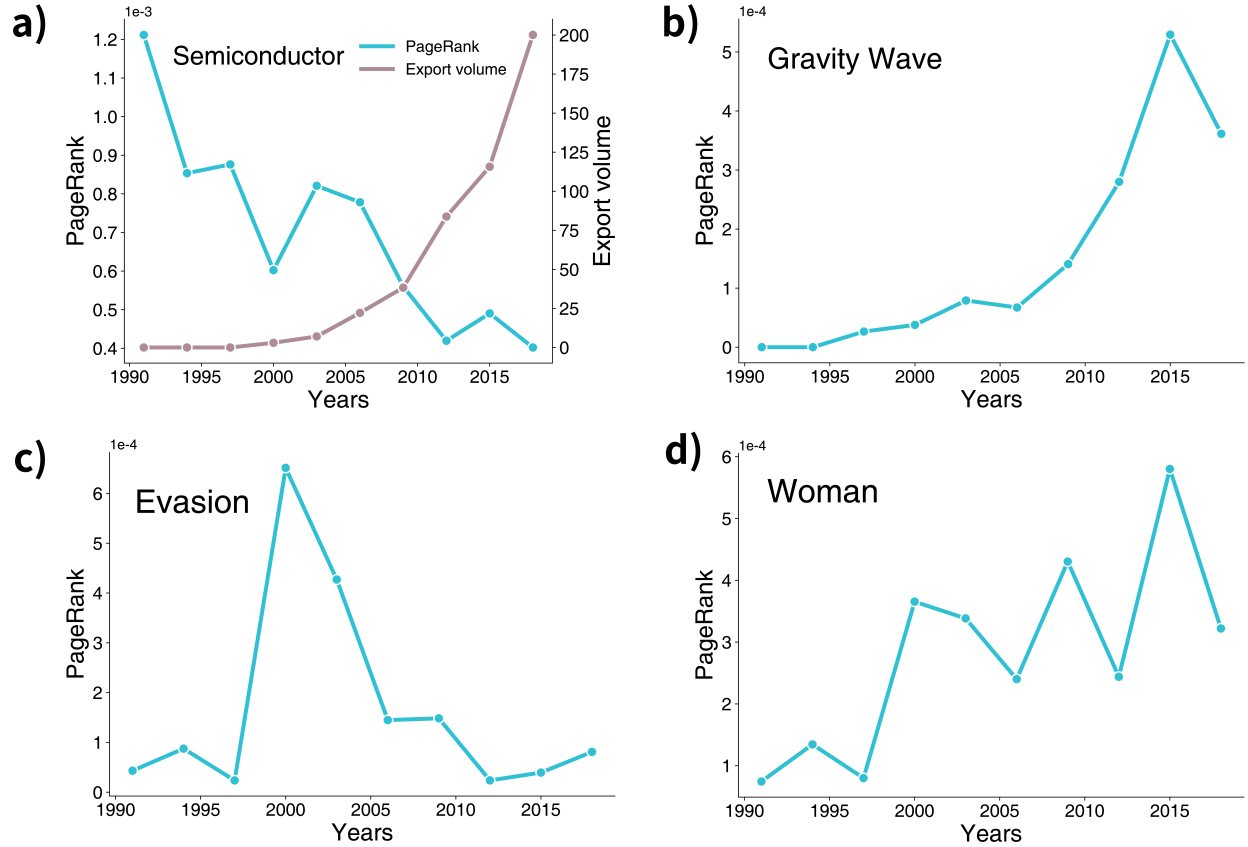 a)
1e-3
Semiconductor
PageRank
Export volume
1.2
1.1
1.0
0.9
0.8
0.7
0.6
0.5
0.4
PageRank
200
175
150
125
100
75
50
25
0
Export volume
1990 1995 2000 2005 2010 2015
Years
b)
1e-4
Gravity Wave
5
4
3
2
1
0
PageRank
1990 1995 2000 2005 2010 2015
Years
c)
1e-4
Evasion
6
5
4
3
2
1
0
PageRank
1990 1995 2000 2005 2010 2015
Years
d)
1e-4
Woman
6
5
4
3
2
1
PageRank
1990 1995 2000 2005 2010 2015
Years